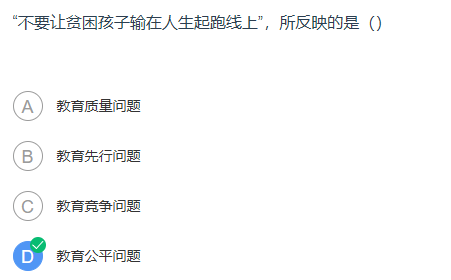 “不要让贫困孩子输在人生起跑线上”，所反映的是（）
A 教育质量问题
B 教育先行问题
C 教育竞争问题
D 教育公平问题